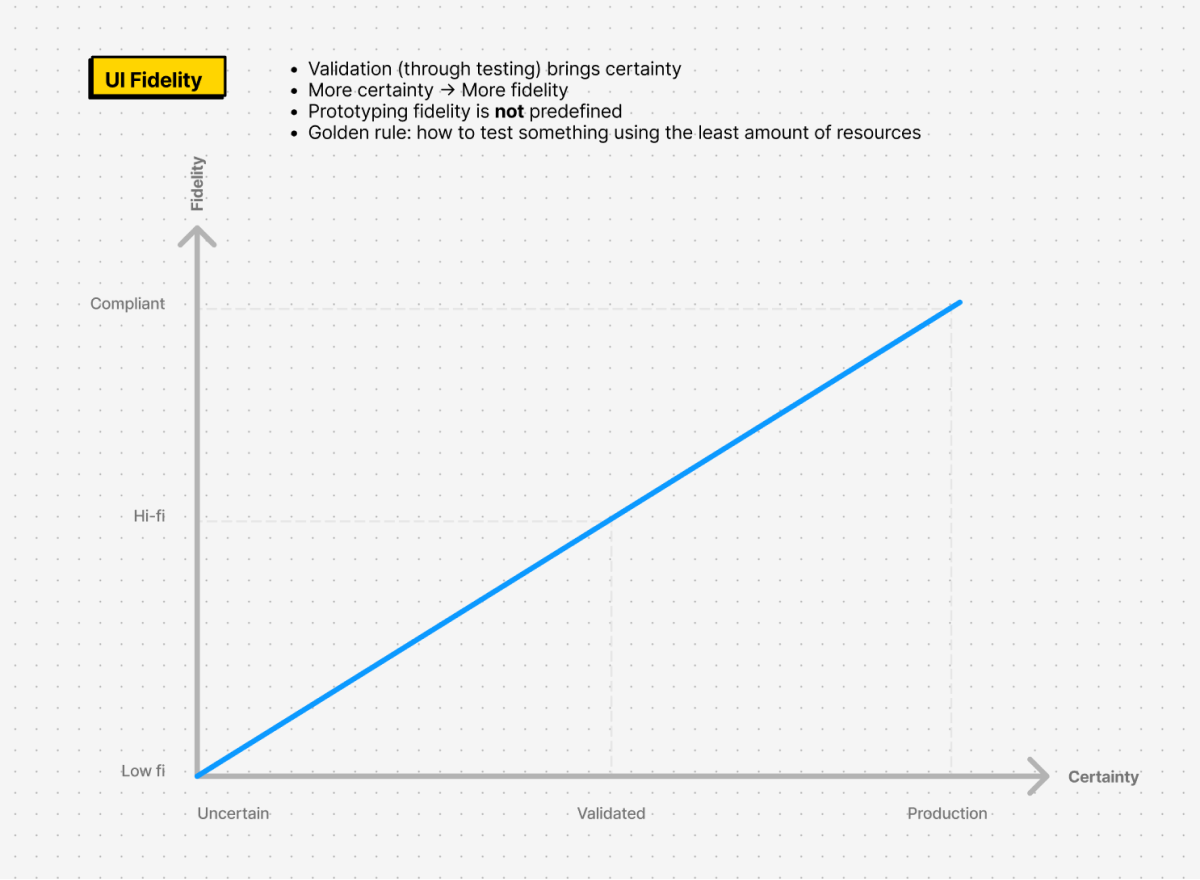 UI Fidelity
• Validation (through testing) brings certainty
• More certainty → More fidelity
• Prototyping fidelity is not predefined
• Golden rule: how to test something using the least amount of resources
Fidelity
Compliant
Hi-fi
Low fi
Certainty
Uncertain
Validated
Production